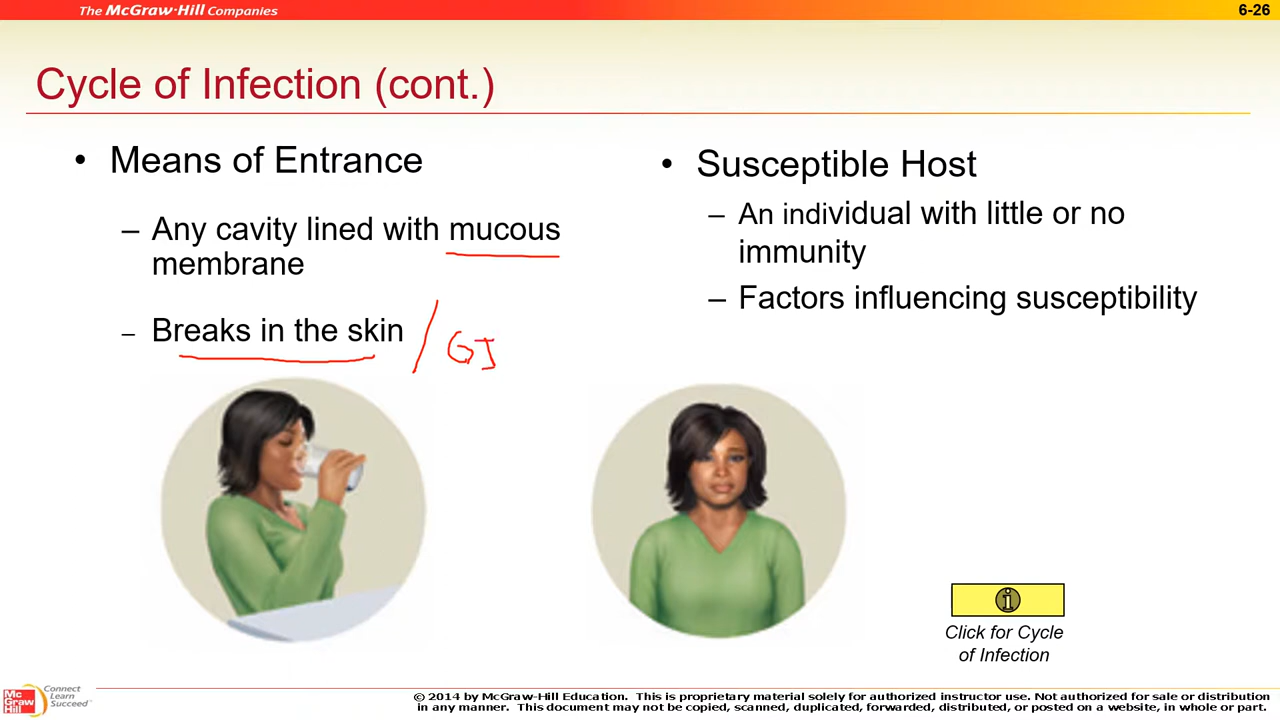 The McGraw-Hill Companies
6-26
Cycle of Infection (cont.)
• Means of Entrance
– Any cavity lined with mucous
membrane
– Breaks in the skin / GI
• Susceptible Host
– An individual with little or no
immunity
– Factors influencing susceptibility
i
Click for Cycle
of Infection
Mc
Graw
Hill
Connect
Learn
Succeed™
© 2014 by McGraw-Hill Education. This is proprietary material solely for authorized instructor use. Not authorized for sale or distribution
in any manner. This document may not be copied, scanned, duplicated, forwarded, distributed, or posted on a website, in whole or part.